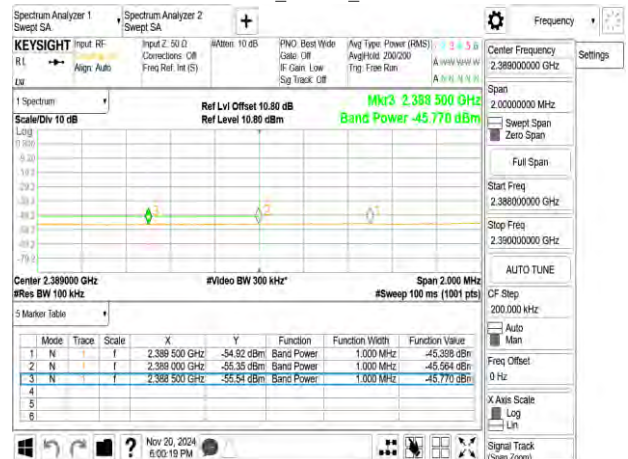 Spectrum Analyzer 1
Swept SA
Spectrum Analyzer 2
Swept SA
+
Frequency
Settings
KEYSIGHT
RL
Input: RF
Align: Auto
Input Z: 50 Ω
Corrections: Off
Freq Ref: Int (S)
#Atten: 10 dB
PNO: Best Wide
Gate: Off
IF Gain: Low
Sig Track: Off
Avg Type: Power (RMS)
Avg|Hold: 200/200
Trig: Free Run
1 Spectrum
Scale/Div 10 dB
Ref Lvl Offset 10.80 dB
Ref Level 10.80 dBm
Mkr3 2.388 500 GHz
Band Power -45.770 dBm
Log
3
2
1
Center 2.389000 GHz
#Res BW 100 kHz
#Video BW 300 kHz*
Span 2.000 MHz
#Sweep 100 ms (1001 pts)
5 Marker Table
Mode Trace Scale X Y Function Function Width Function Value
1 N 1 f 2.389 500 GHz -54.92 dBm Band Power 1.000 MHz -45.398 dBm
2 N 1 f 2.389 000 GHz -55.35 dBm Band Power 1.000 MHz -45.564 dBm
3 N 1 f 2.388 500 GHz -55.54 dBm Band Power 1.000 MHz -45.770 dBm
4
5
6
?
Nov 20, 2024
6:00:19 PM
Center Frequency
2.389000000 GHz
Span
2.00000000 MHz
Swept Span
Zero Span
Full Span
Start Freq
2.388000000 GHz
Stop Freq
2.390000000 GHz
AUTO TUNE
CF Step
200.000 kHz
Auto
Man
Freq Offset
0 Hz
X Axis Scale
Log
Lin
Signal Track
(Span Zoom)